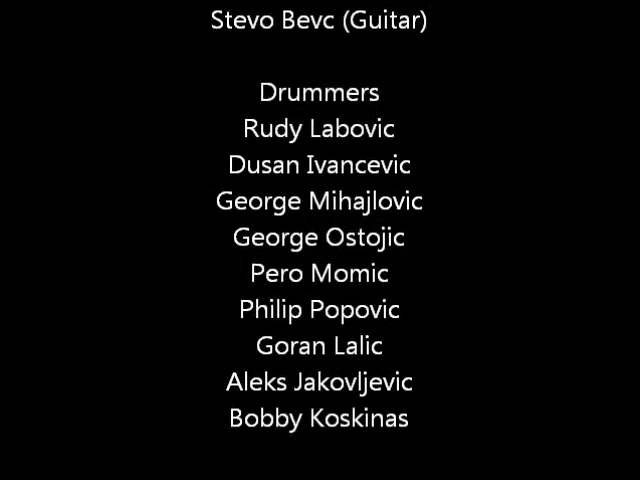 Stevo Bevc (Guitar)
Drummers
Rudy Labovic
Dusan Ivancevic
George Mihajlovic
George Ostojic
Pero Momic
Philip Popovic
Goran Lalic
Aleks Jakovljevic
Bobby Koskinas